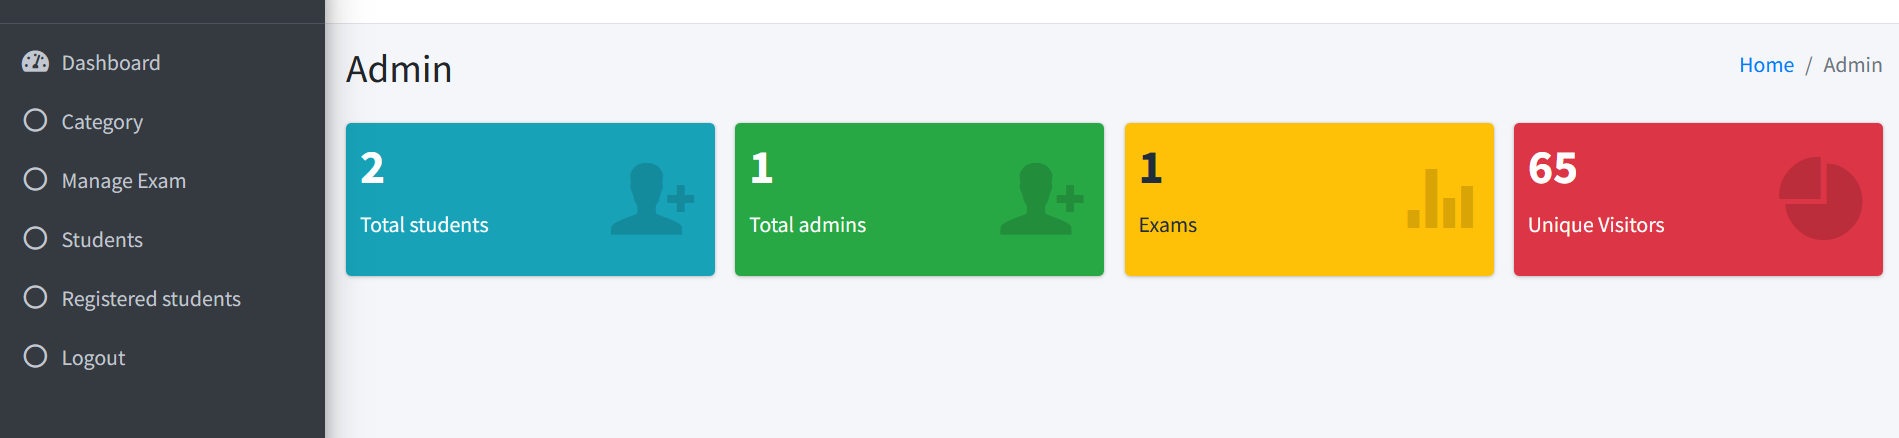 Dashboard
Category
Manage Exam
Students
Registered students
Logout
Admin
Home / Admin
2
Total students
1
Total admins
1
Exams
65
Unique Visitors